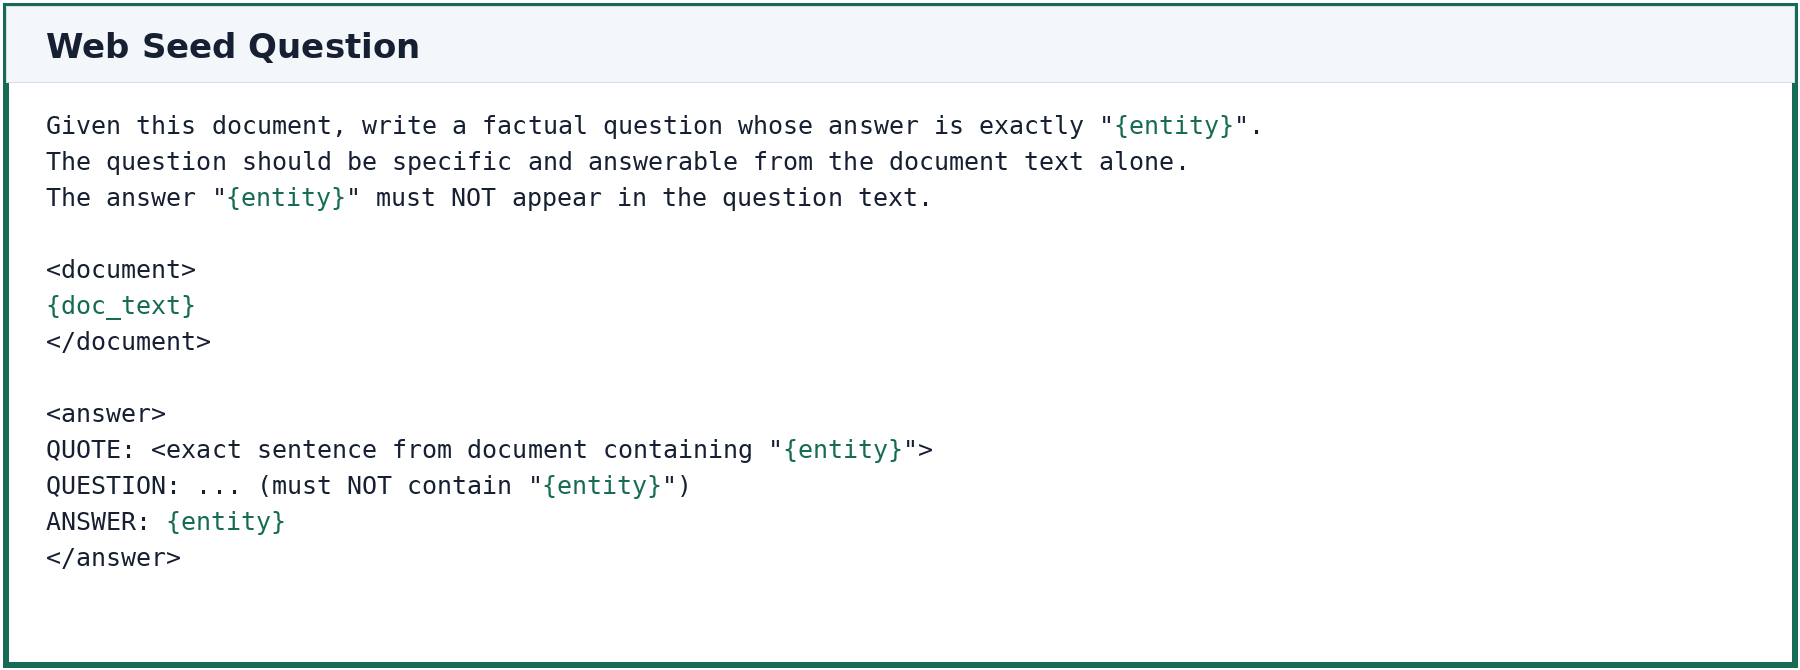 Web Seed Question
Given this document, write a factual question whose answer is exactly "{entity}".
The question should be specific and answerable from the document text alone.
The answer "{entity}" must NOT appear in the question text.
<document>
{doc_text}
</document>
<answer>
QUOTE: <exact sentence from document containing "{entity}">
QUESTION: ... (must NOT contain "{entity}")
ANSWER: {entity}
</answer>